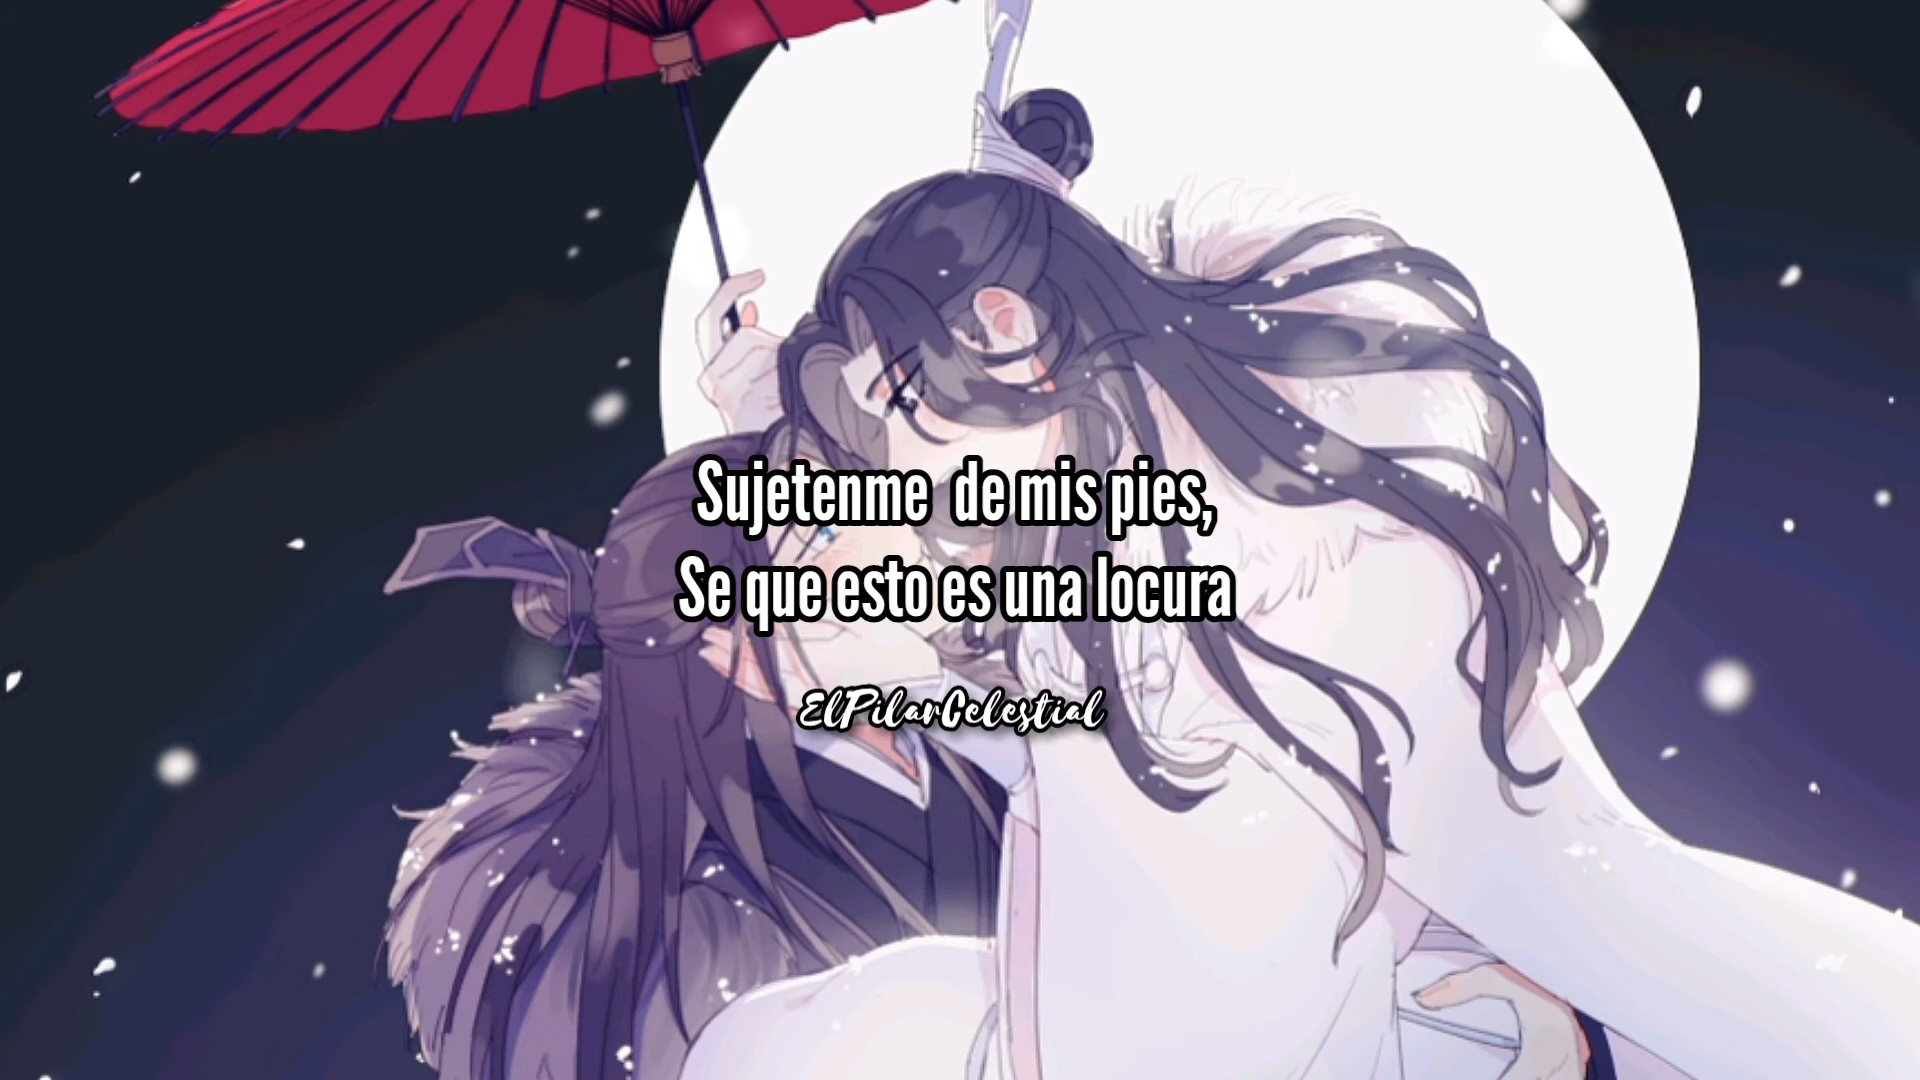 Sujetenme de mis pies,
Se que esto es una locura
ElPilarCelestial